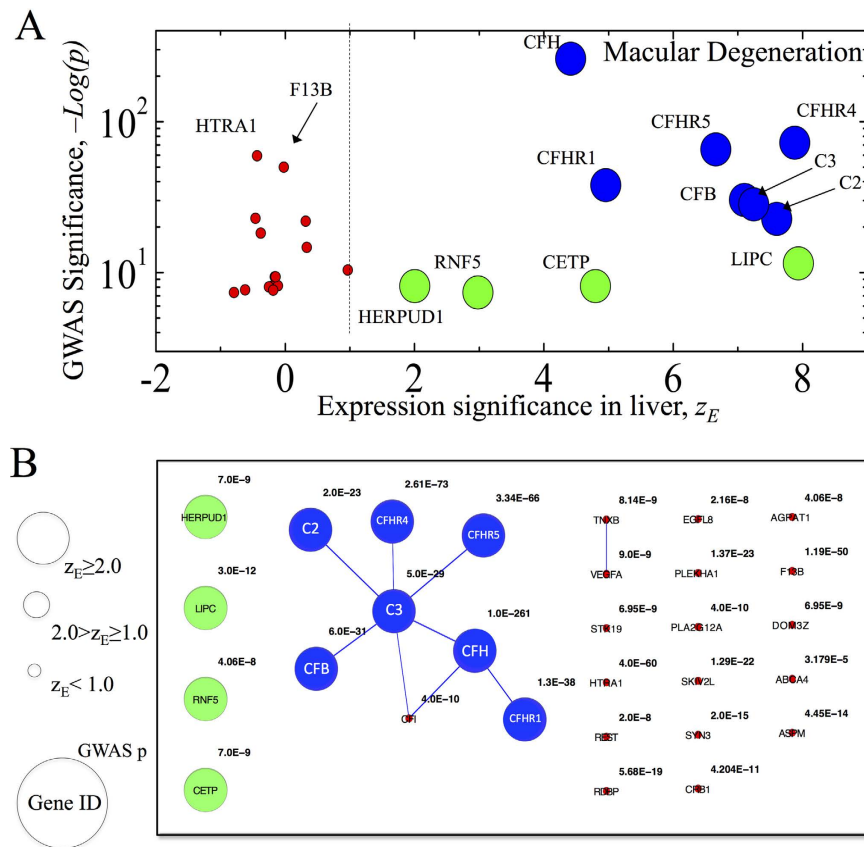 A
GWAS Significance, –Log(p)
10²
10¹
Macular Degeneration
CFH
F13B
HTRA1
CFHR5
CFHR4
CFHR1
C3
CFB
C2
RNF5
CETP
LIPC
HERPUD1
-2 0 2 4 6 8
Expression significance in liver, zE
B
zE≥2.0
2.0>zE≥1.0
zE< 1.0
GWAS p
Gene ID
7.0E−9
HERPUD1
3.0E−12
LIPC
4.06E−8
RNF5
7.0E−9
CETP
2.0E−23
C2
2.61E−73
CFHR4
3.34E−66
CFHR5
5.0E−29
C3
6.0E−31
CFB
1.0E−261
CFH
4.0E−10
CFI
1.3E−38
CFHR1
8.14E−9
TNXB
9.0E−9
VEGFA
6.95E−9
STK19
4.0E−60
HTRA1
2.0E−8
REST
5.68E−19
RDBP
2.16E−8
EGFL8
1.37E−23
PLEKHA1
4.0E−10
PLA2G12A
1.29E−22
SKIV2L
2.0E−15
SYN3
4.204E−11
CRB1
4.06E−8
AGPAT1
1.19E−50
F13B
6.95E−9
DOM3Z
3.179E−5
ABCA4
4.45E−14
ASPM